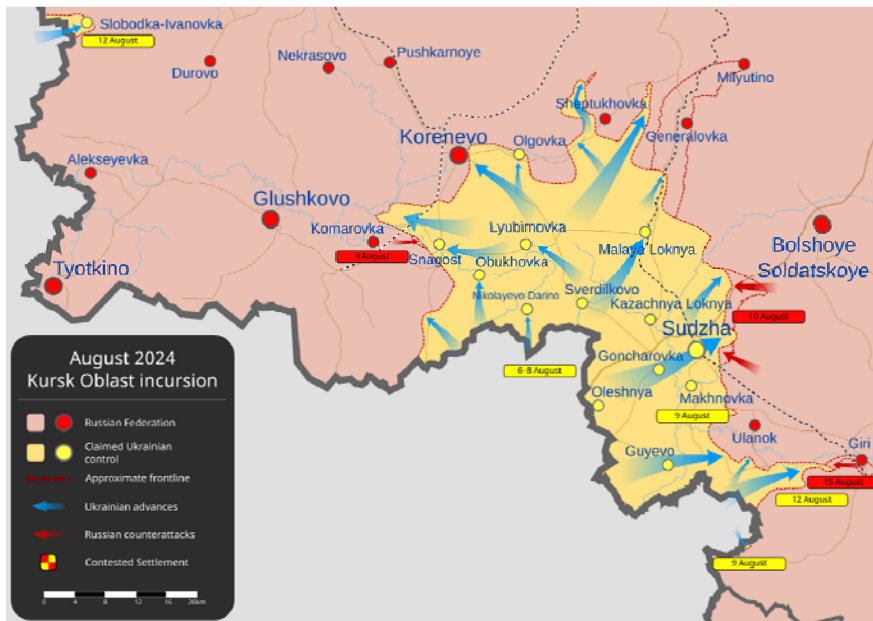 Slobodka-Ivanovka
12 August
Durovo
Nekrasovo
Pushkarnoye
Milyutino
Sheptukhovka
Generalovka
Korenevo
Olgovka
Alekseyevka
Glushkovo
Komarovka
9 August
Snagost
Lyubimovka
Obukhovka
Malaya Loknya
Bolshoye
Soldatskoye
Tyotkino
Nikolayevo-Darino
Sverdilkovo
Kazachnya Loknya
10 August
Sudzha
6-8 August
Goncharovka
Oleshnya
Makhnovka
9 August
Ulanok
Guyevo
Giri
15 August
12 August
9 August
August 2024
Kursk Oblast incursion
Russian Federation
Claimed Ukrainian
control
Approximate frontline
Ukrainian advances
Russian counterattacks
Contested Settlement
0 4 8 12 16 20km